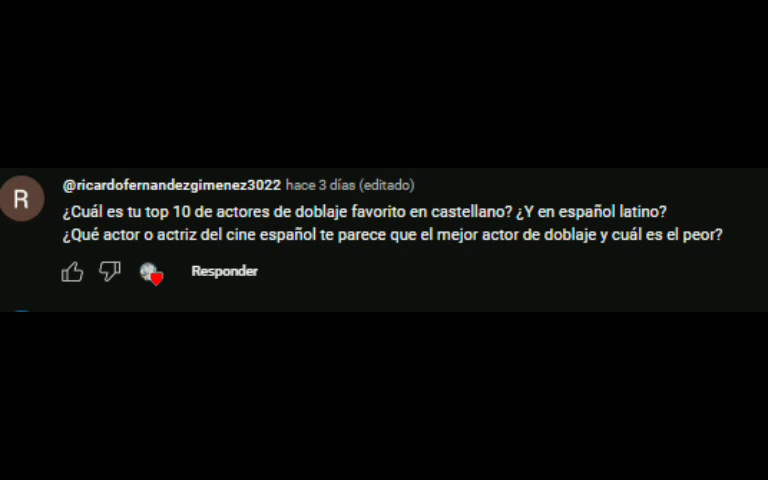 R
@ricardofernandezgimenez3022 hace 3 días (editado)
¿Cuál es tu top 10 de actores de doblaje favorito en castellano? ¿Y en español latino?
¿Qué actor o actriz del cine español te parece que el mejor actor de doblaje y cuál es el peor?
Responder